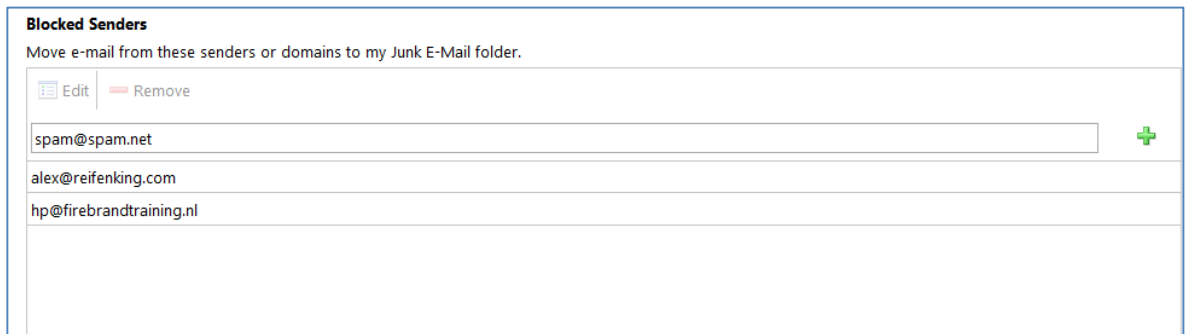 Blocked Senders
Move e-mail from these senders or domains to my Junk E-Mail folder.
Edit Remove
spam@spam.net
alex@reifenking.com
hp@firebrandtraining.nl